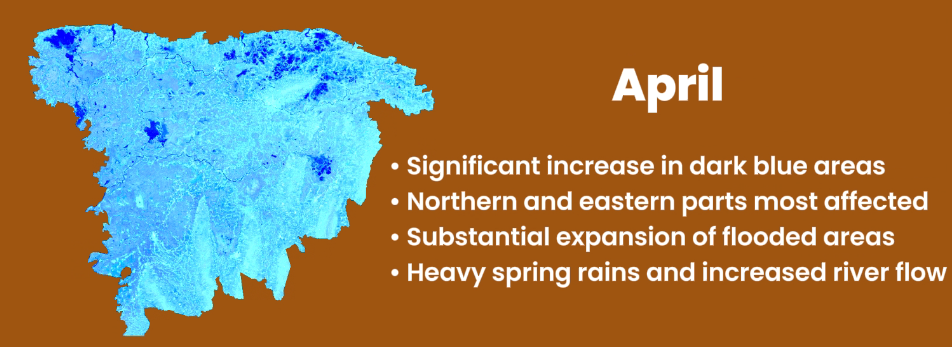 April
• Significant increase in dark blue areas
• Northern and eastern parts most affected
• Substantial expansion of flooded areas
• Heavy spring rains and increased river flow